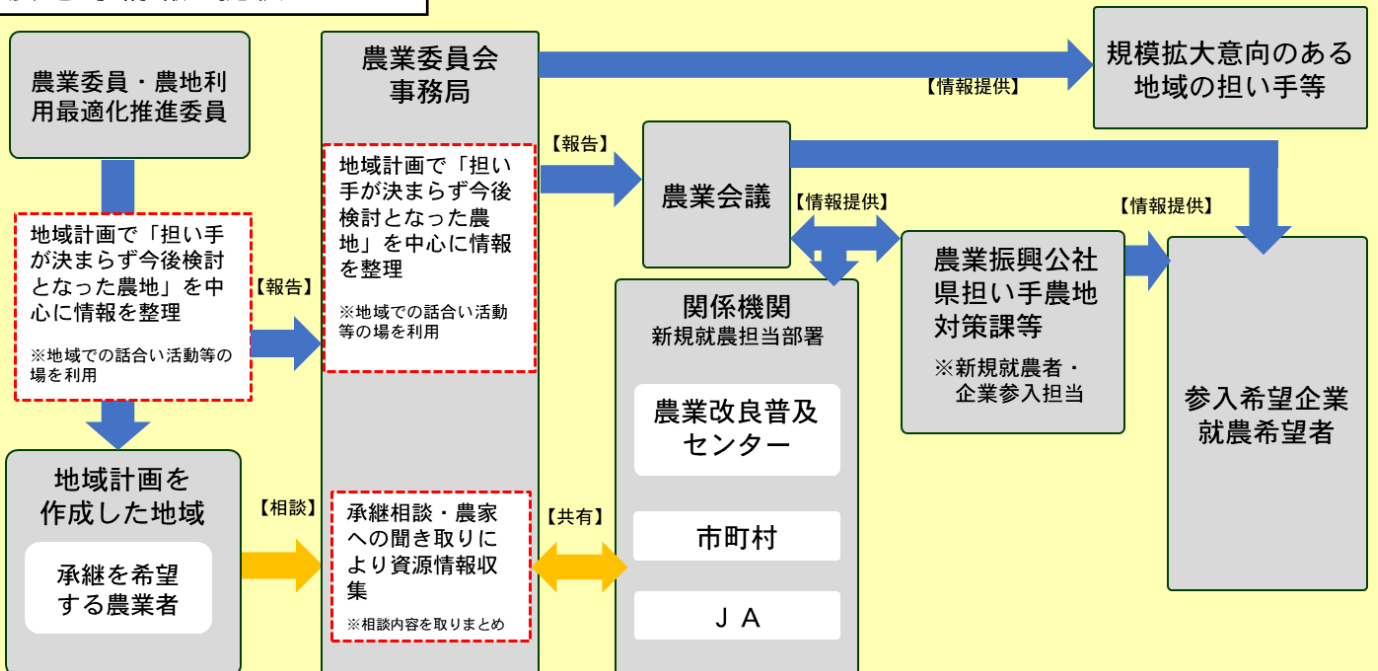 農業委員・農地利
用最適化推進委員
地域計画で「担い手
が決まらず今後検討
となった農地」を中
心に情報を整理
※地域での話合い活動等の
場を利用
【報告】
地域計画を
作成した地域
承継を希望
する農業者
【相談】
農業委員会
事務局
地域計画で「担い
手が決まらず今後
検討となった農
地」を中心に情報
を整理
※地域での話合い活動
等の場を利用
承継相談・農家
への聞き取りに
より資源情報収
集
※相談内容を取りまとめ
【報告】
【共有】
農業会議
【情報提供】
関係機関
新規就農担当部署
農業改良普及
センター
市町村
ＪＡ
【情報提供】
規模拡大意向のある
地域の担い手等
農業振興公社
県担い手農地
対策課等
※新規就農者・
企業参入担当
【情報提供】
参入希望企業
就農希望者